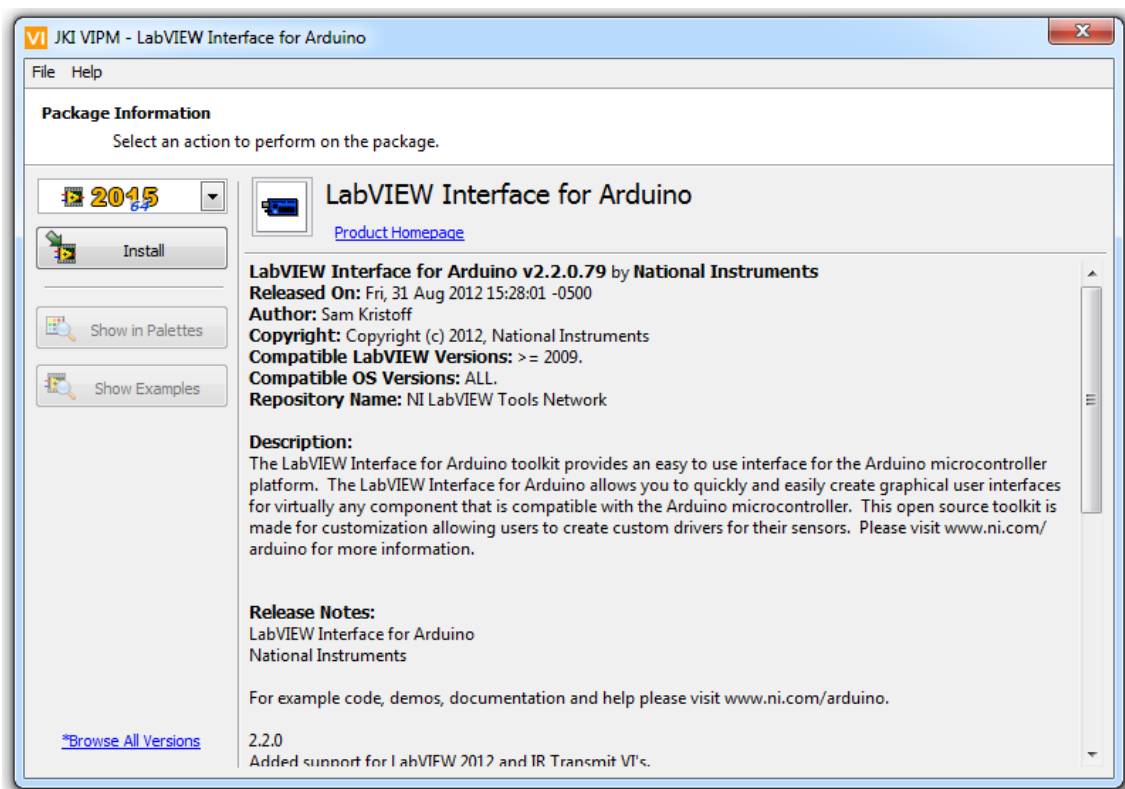 VI JKI VIPM - LabVIEW Interface for Arduino
File Help
Package Information
Select an action to perform on the package.
2015
64
Install
Show in Palettes
Show Examples
*Browse All Versions
LabVIEW Interface for Arduino
Product Homepage
LabVIEW Interface for Arduino v2.2.0.79 by National Instruments
Released On: Fri, 31 Aug 2012 15:28:01 -0500
Author: Sam Kristoff
Copyright: Copyright (c) 2012, National Instruments
Compatible LabVIEW Versions: >= 2009.
Compatible OS Versions: ALL.
Repository Name: NI LabVIEW Tools Network
Description:
The LabVIEW Interface for Arduino toolkit provides an easy to use interface for the Arduino microcontroller
platform.  The LabVIEW Interface for Arduino allows you to quickly and easily create graphical user interfaces
for virtually any component that is compatible with the Arduino microcontroller.  This open source toolkit is
made for customization allowing users to create custom drivers for their sensors.  Please visit www.ni.com/
arduino for more information.
Release Notes:
LabVIEW Interface for Arduino
National Instruments
For example code, demos, documentation and help please visit www.ni.com/arduino.
2.2.0
Added support for LabVIEW 2012 and IR Transmit VI's.